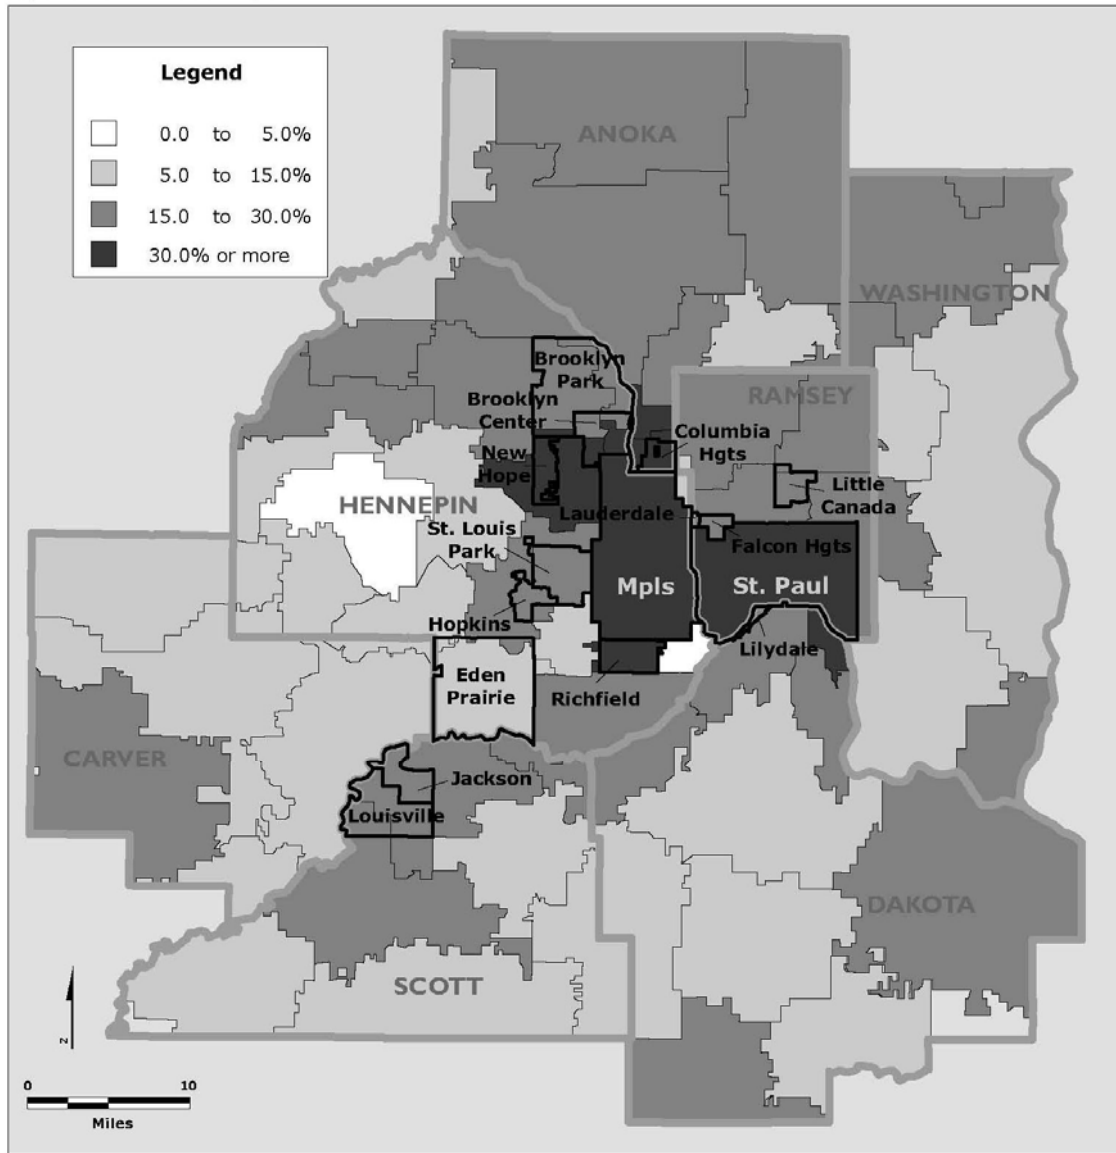 Legend
0.0 to 5.0%
5.0 to 15.0%
15.0 to 30.0%
30.0% or more
ANOKA
WASHINGTON
Brooklyn
Park
RAMSEY
Brooklyn
Center
Columbia
Hgts
New
Hope
Little
Canada
HENNEPIN
Lauderdale
St. Louis
Park
Falcon Hgts
Mpls
St. Paul
Hopkins
Lilydale
Eden
Prairie
Richfield
CARVER
Jackson
Louisville
DAKOTA
SCOTT
N
0 10
Miles